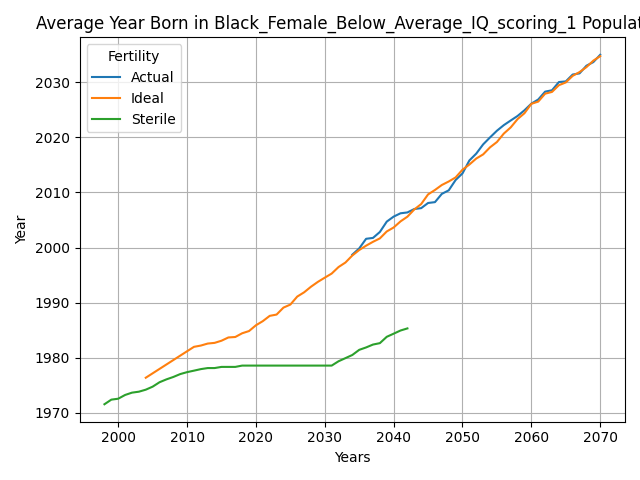 Average Year Born in Black_Female_Below_Average_IQ_scoring_1 Populat
Fertility
Actual
Ideal
Sterile
2030
2020
2010
2000
1990
1980
1970
Year
2000 2010 2020 2030 2040 2050 2060 2070
Years